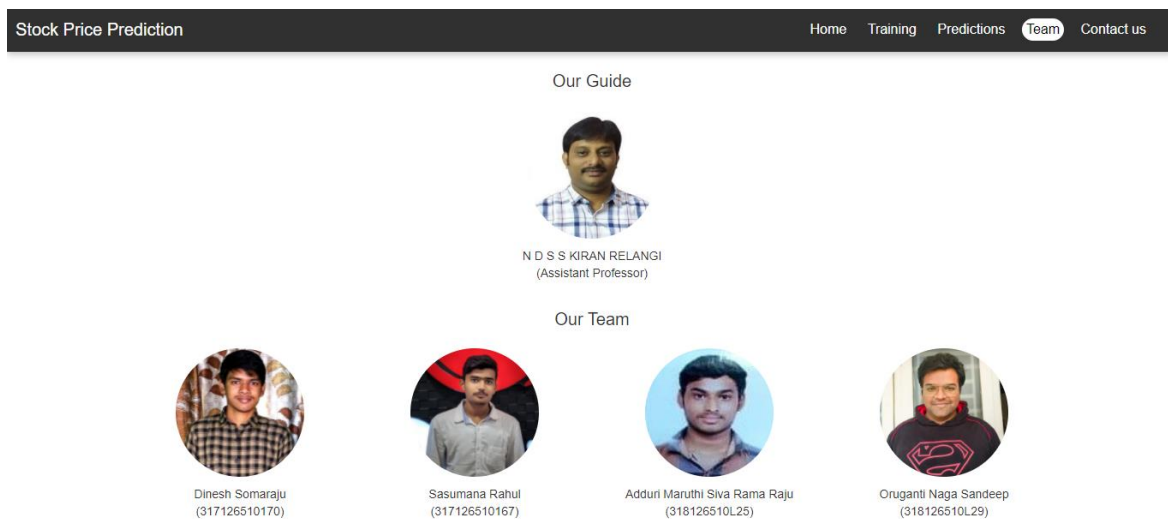 Stock Price Prediction
Home Training Predictions Team Contact us
Our Guide
N D S S KIRAN RELANGI
(Assistant Professor)
Our Team
Dinesh Somaraju
(317126510170)
Sasumana Rahul
(317126510167)
Adduri Maruthi Siva Rama Raju
(318126510L25)
Oruganti Naga Sandeep
(318126510L29)